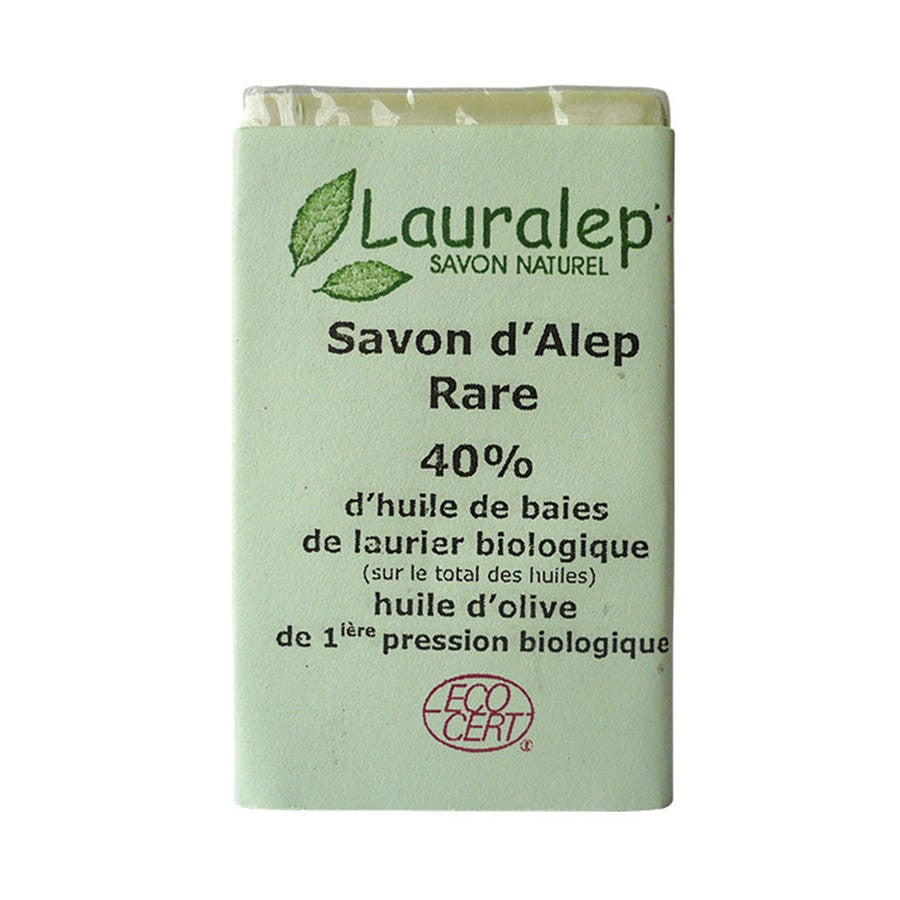 Lauralep
SAVON NATUREL
Savon d'Alep
Rare
40%
d'huile de baies
de laurier biologique
(sur le total des huiles)
huile d'olive
de 1ière pression biologique
ECO
CERT
®